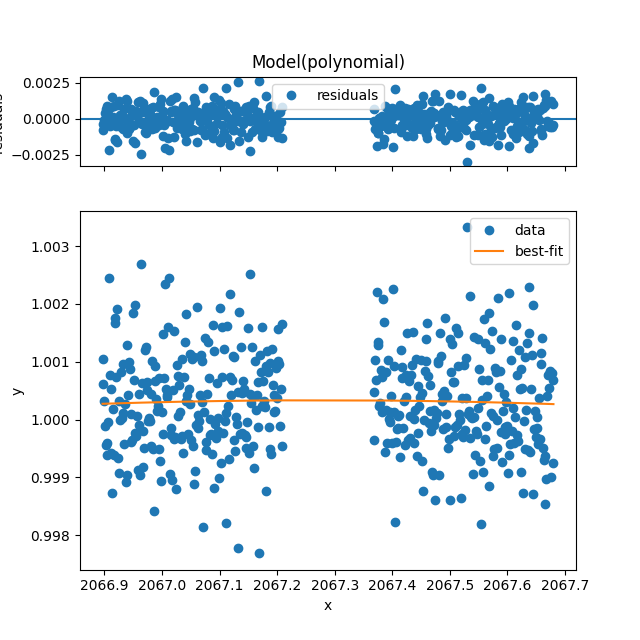 Model(polynomial)
0.0025
0.0000
−0.0025
residuals
residuals
1.003
1.002
1.001
1.000
0.999
0.998
y
data
best-fit
2066.9 2067.0 2067.1 2067.2 2067.3 2067.4 2067.5 2067.6 2067.7
x